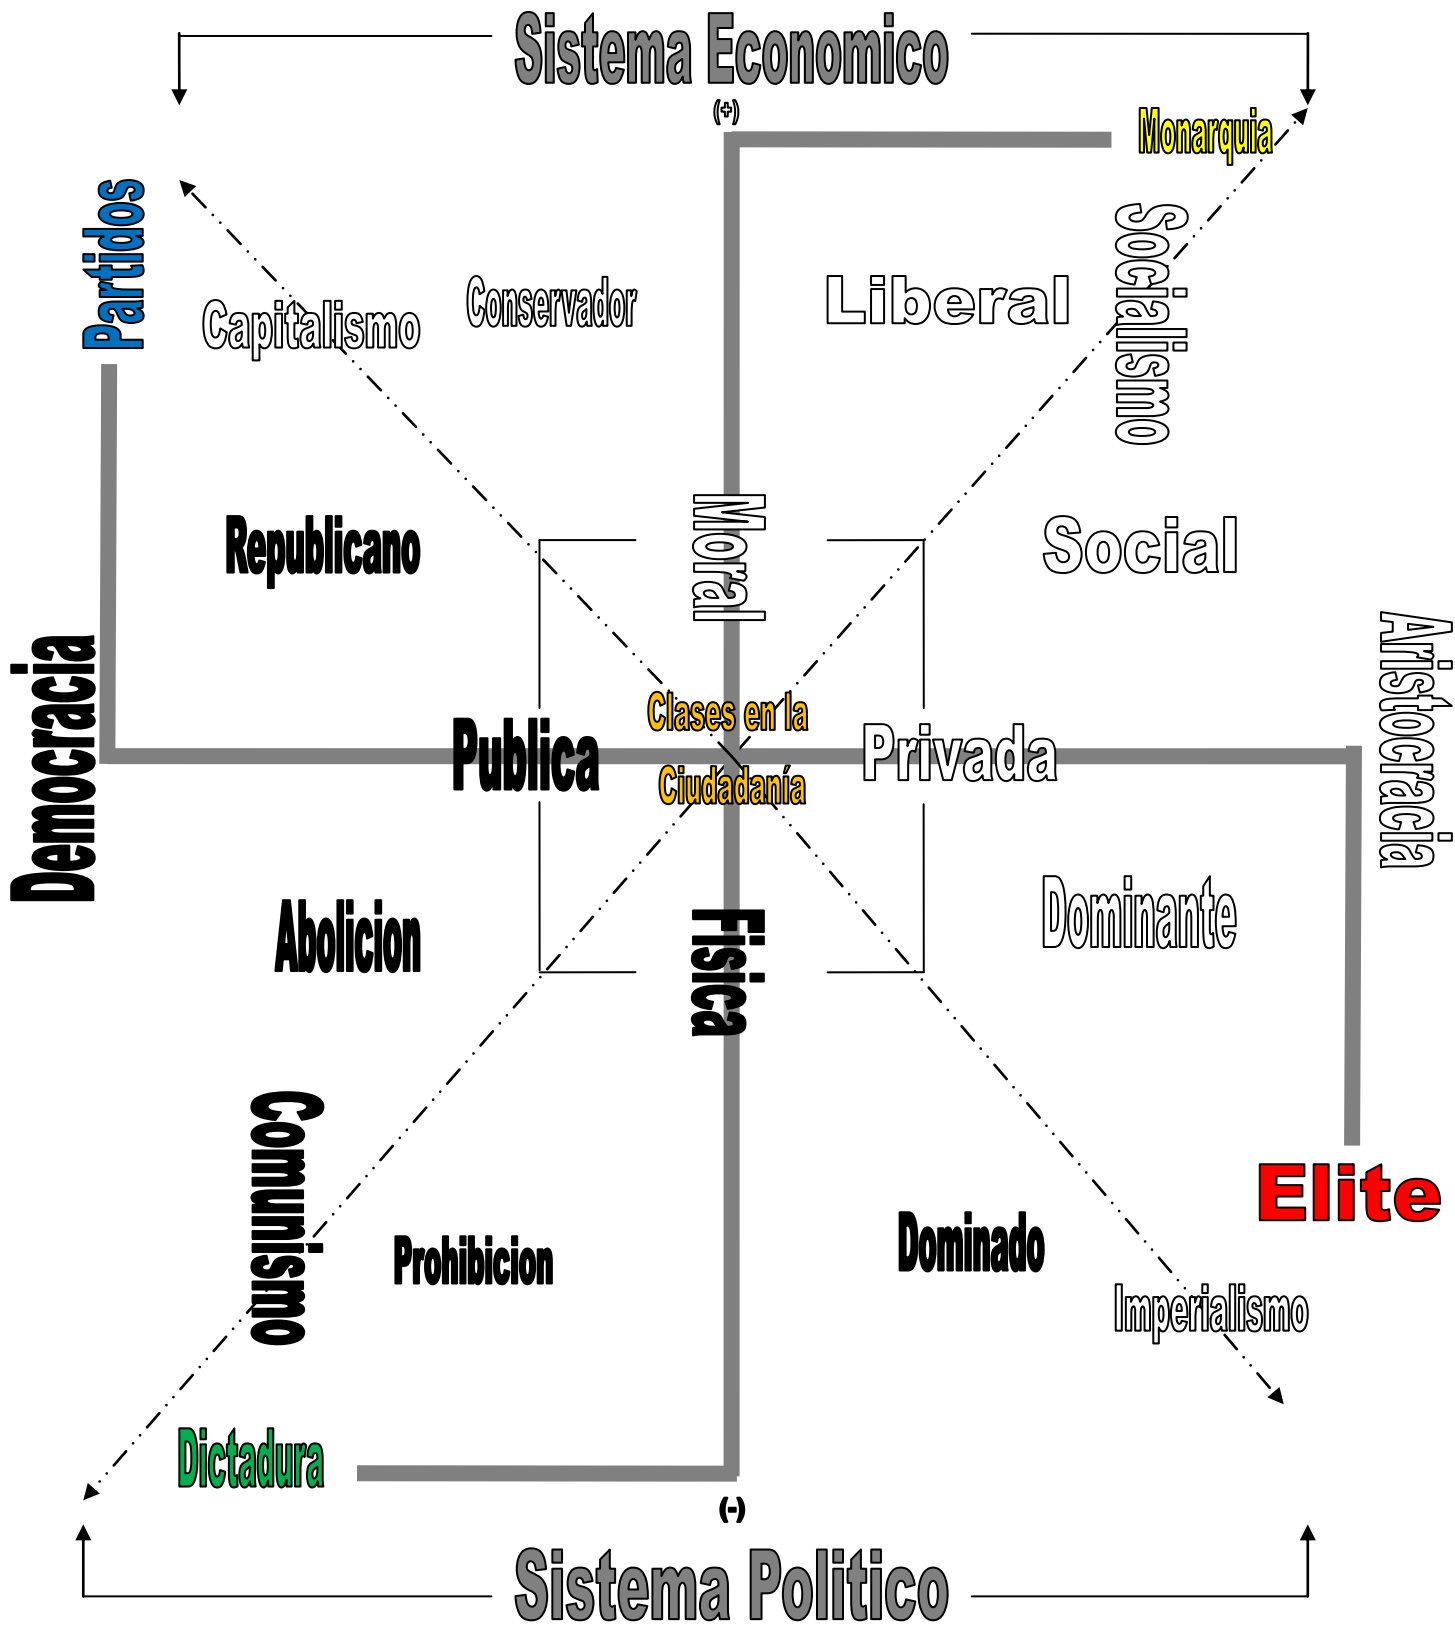 Sistema Economico
(+)
Monarquia
Partidos
Capitalismo
Conservador
Liberal
Socialismo
Republicano
Moral
Social
Democracia
Aristocracia
Clases en la
Publica
Privada
Ciudadanía
Abolicion
Fisica
Dominante
Comunismo
Prohibicion
Dominado
Elite
Imperialismo
Dictadura
(-)
Sistema Politico